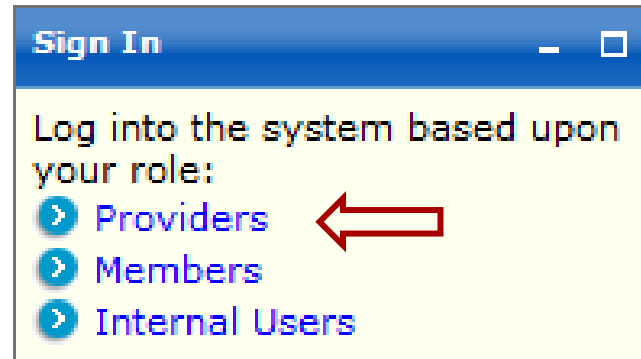 Sign In
Log into the system based upon
your role:
Providers
Members
Internal Users